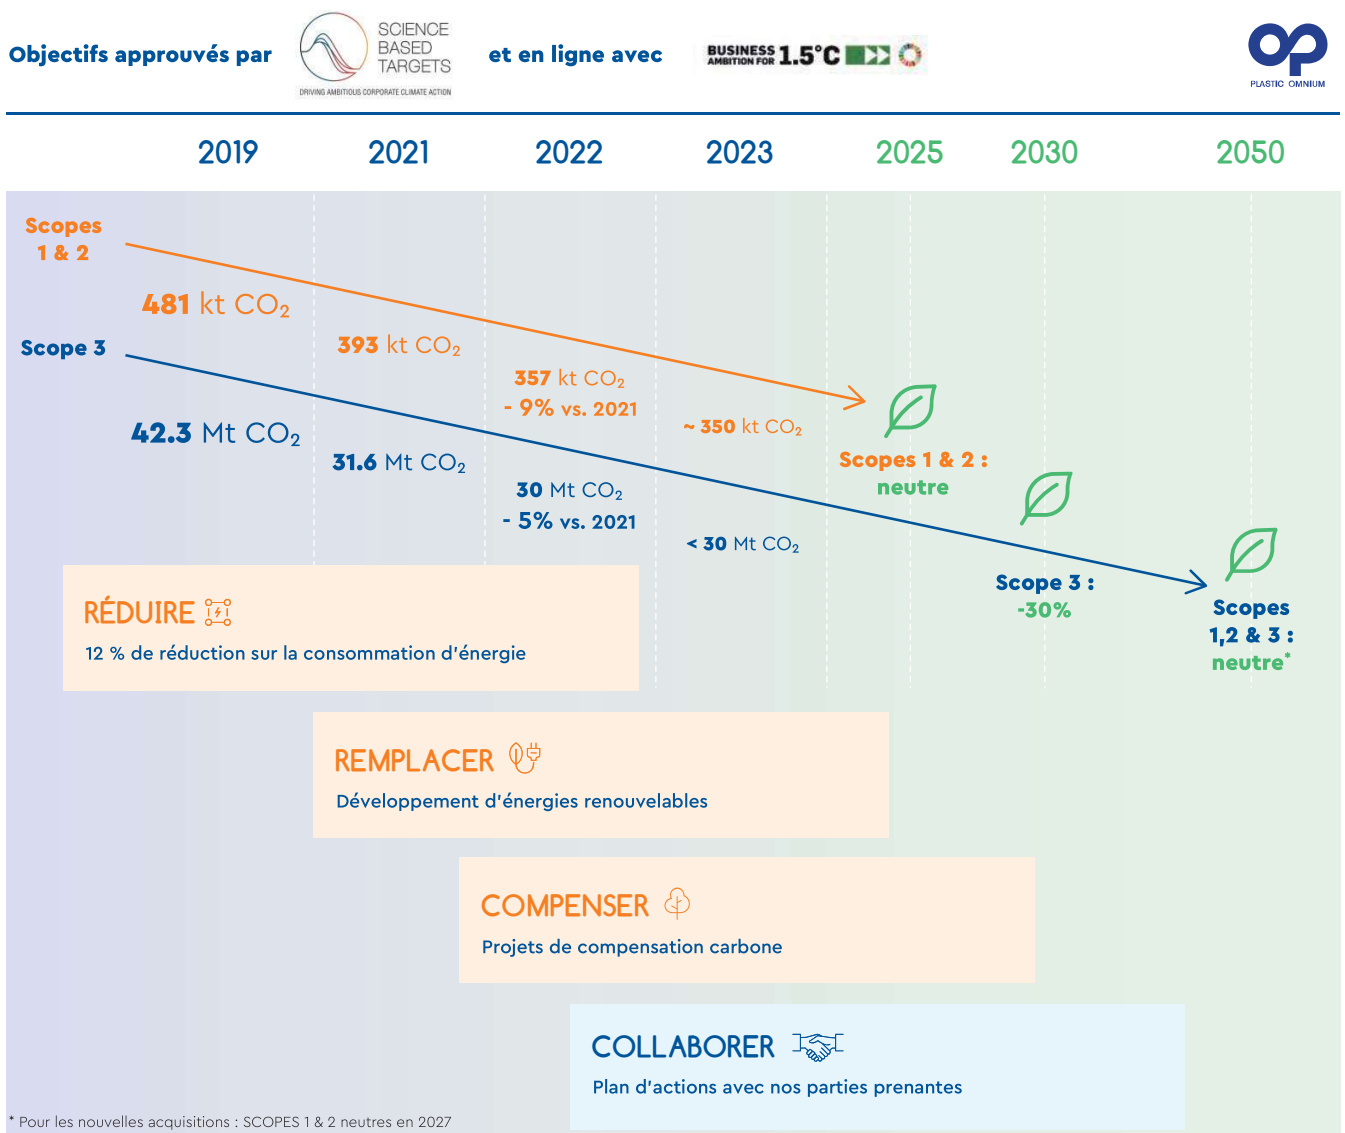 Objectifs approuvés par
SCIENCE
BASED
TARGETS
DRIVING AMBITIOUS CORPORATE CLIMATE ACTION
et en ligne avec
BUSINESS
AMBITION FOR 1.5°C
PLASTIC OMNIUM
2019 2021 2022 2023 2025 2030 2050
Scopes
1 & 2
481 kt CO₂
393 kt CO₂
357 kt CO₂
- 9% vs. 2021
~ 350 kt CO₂
Scopes 1 & 2 :
neutre
Scope 3
42.3 Mt CO₂
31.6 Mt CO₂
30 Mt CO₂
- 5% vs. 2021
< 30 Mt CO₂
Scope 3 :
-30%
Scopes
1,2 & 3 :
neutre*
RÉDUIRE
12 % de réduction sur la consommation d'énergie
REMPLACER
Développement d'énergies renouvelables
COMPENSER
Projets de compensation carbone
COLLABORER
Plan d'actions avec nos parties prenantes
* Pour les nouvelles acquisitions : SCOPES 1 & 2 neutres en 2027